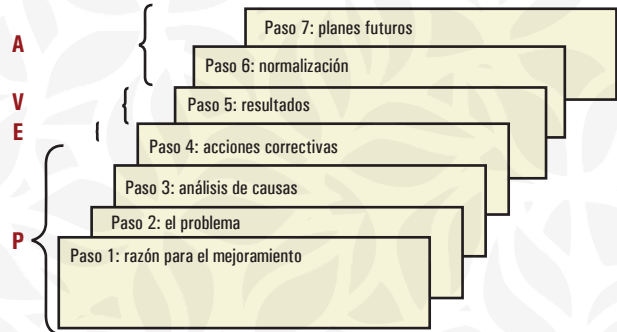 A
Paso 7: planes futuros
Paso 6: normalización
V
Paso 5: resultados
E
Paso 4: acciones correctivas
Paso 3: análisis de causas
Paso 2: el problema
P
Paso 1: razón para el mejoramiento